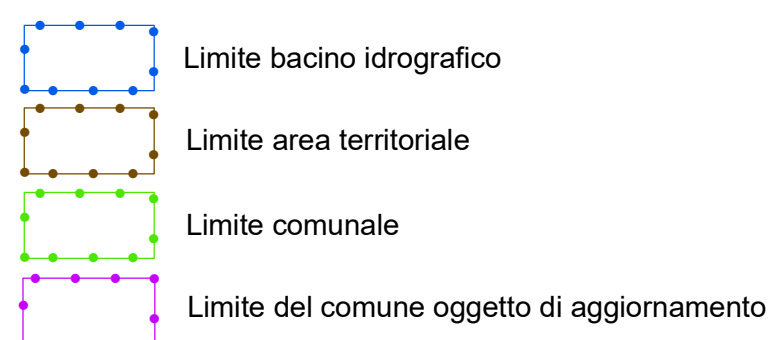 Limite bacino idrografico
Limite area territoriale
Limite comunale
Limite del comune oggetto di aggiornamento